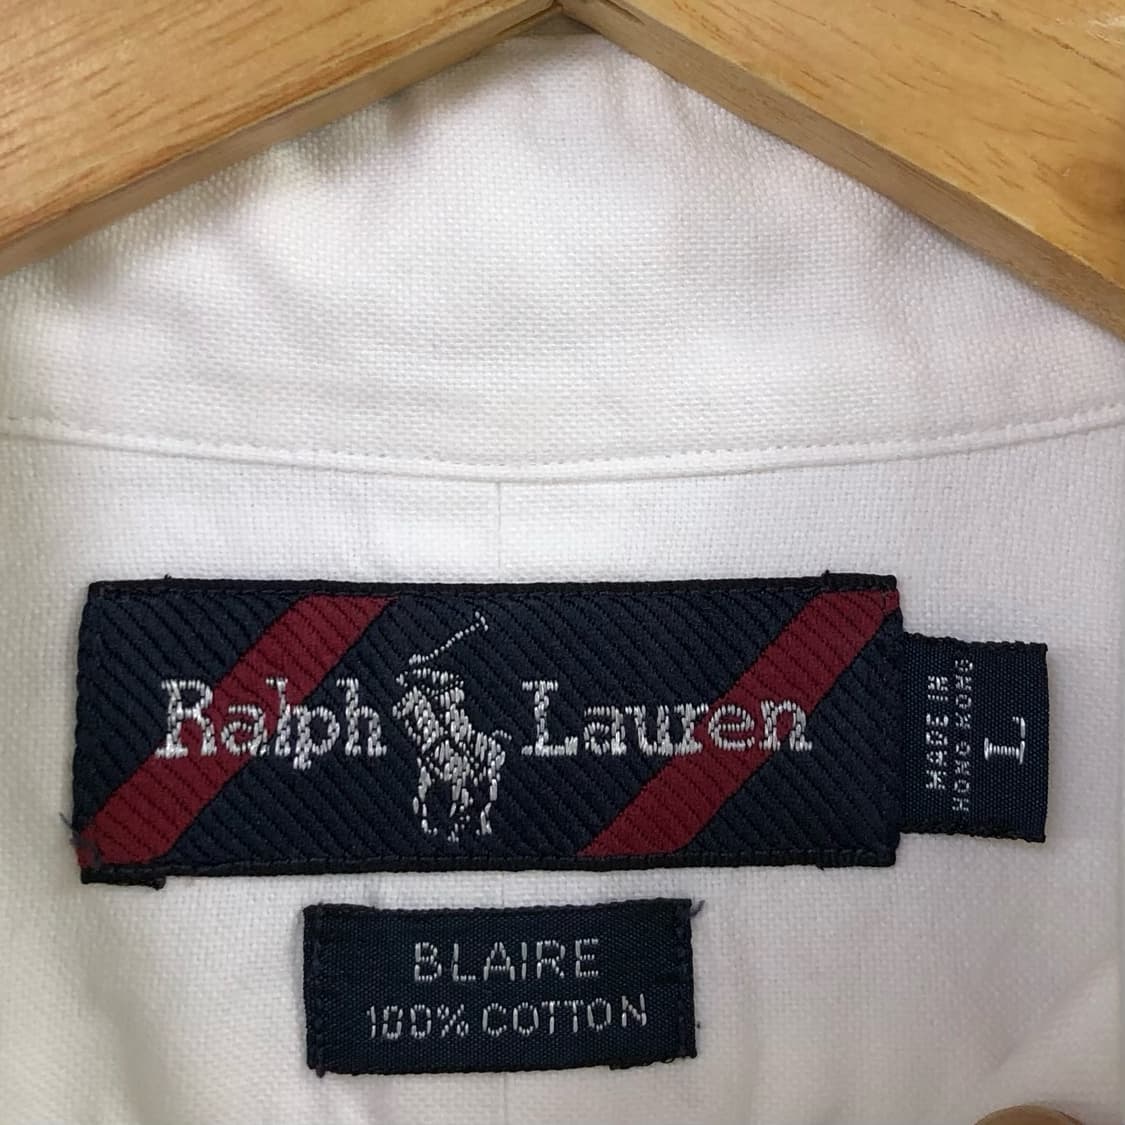 Ralph Lauren
MADE IN
HONG KONG
L
BLAIRE
100% COTTON